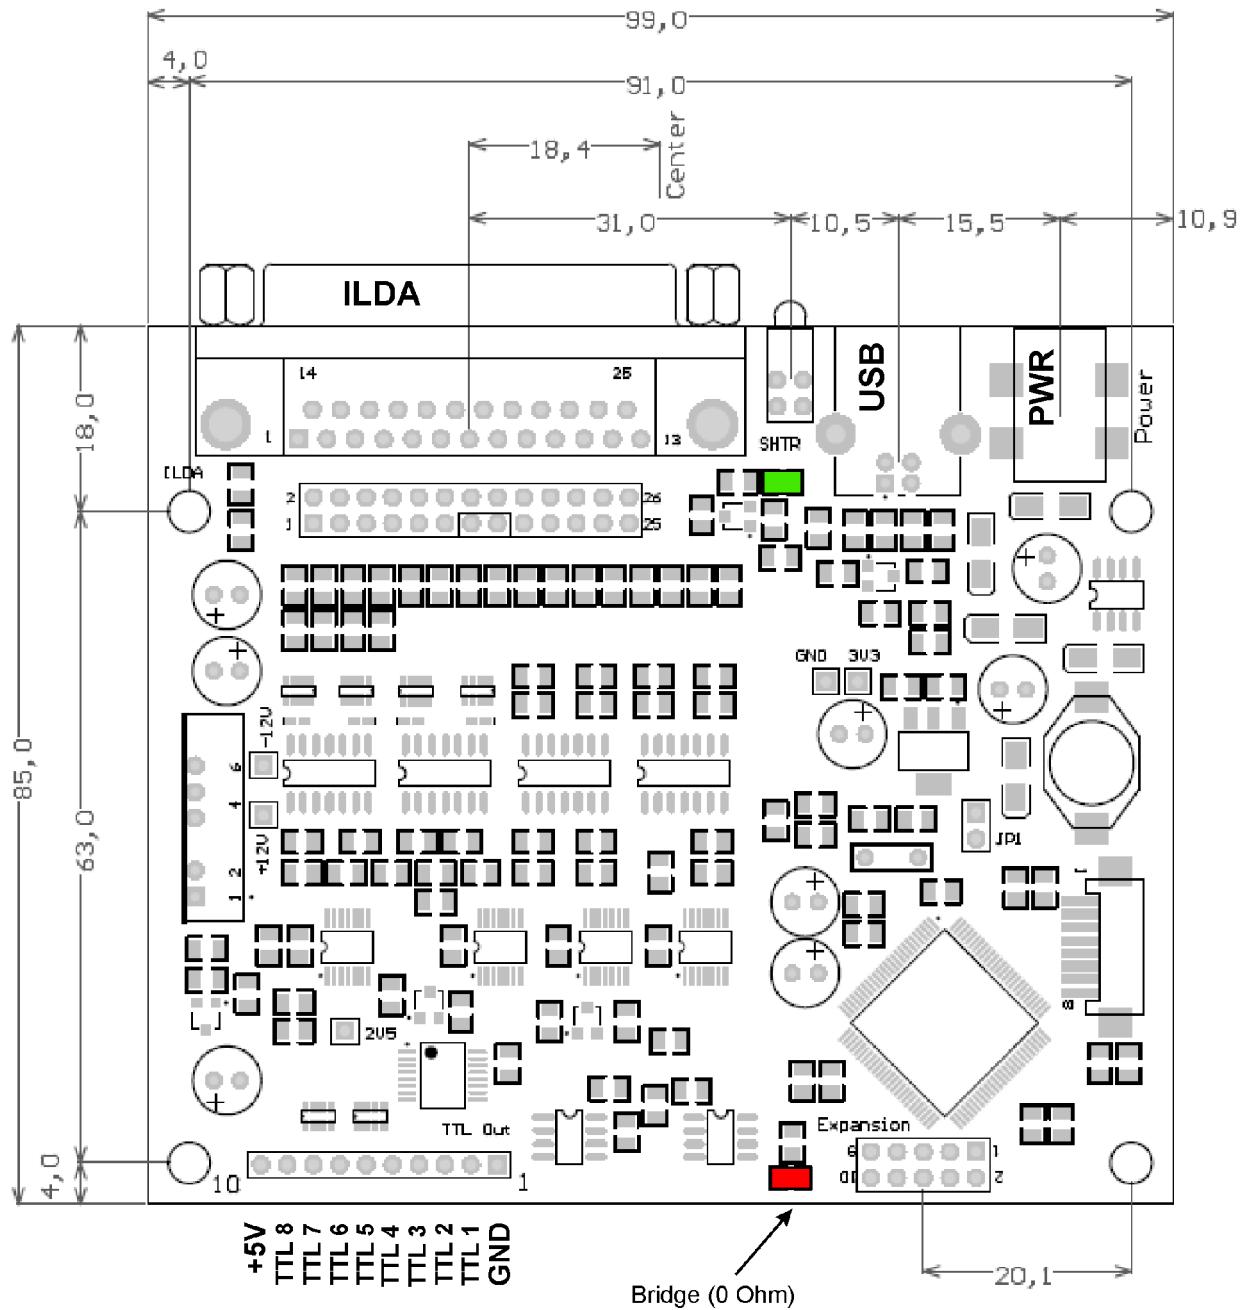 99,0
4,0
91,0
18,4
Center
31,0
10,5
15,5
10,9
ILDA
14
25
1
13
SHTR
USB
PWR
Power
ILDA
2
26
1
25
18,0
85,0
63,0
4,0
GND
3V3
-12V
6
4
+12V
2
1
JP1
1
8
2V5
TTL Out
Expansion
9
1
10
2
10
1
+5V
TTL 8
TTL 7
TTL 6
TTL 5
TTL 4
TTL 3
TTL 2
TTL 1
GND
20,1
Bridge (0 Ohm)